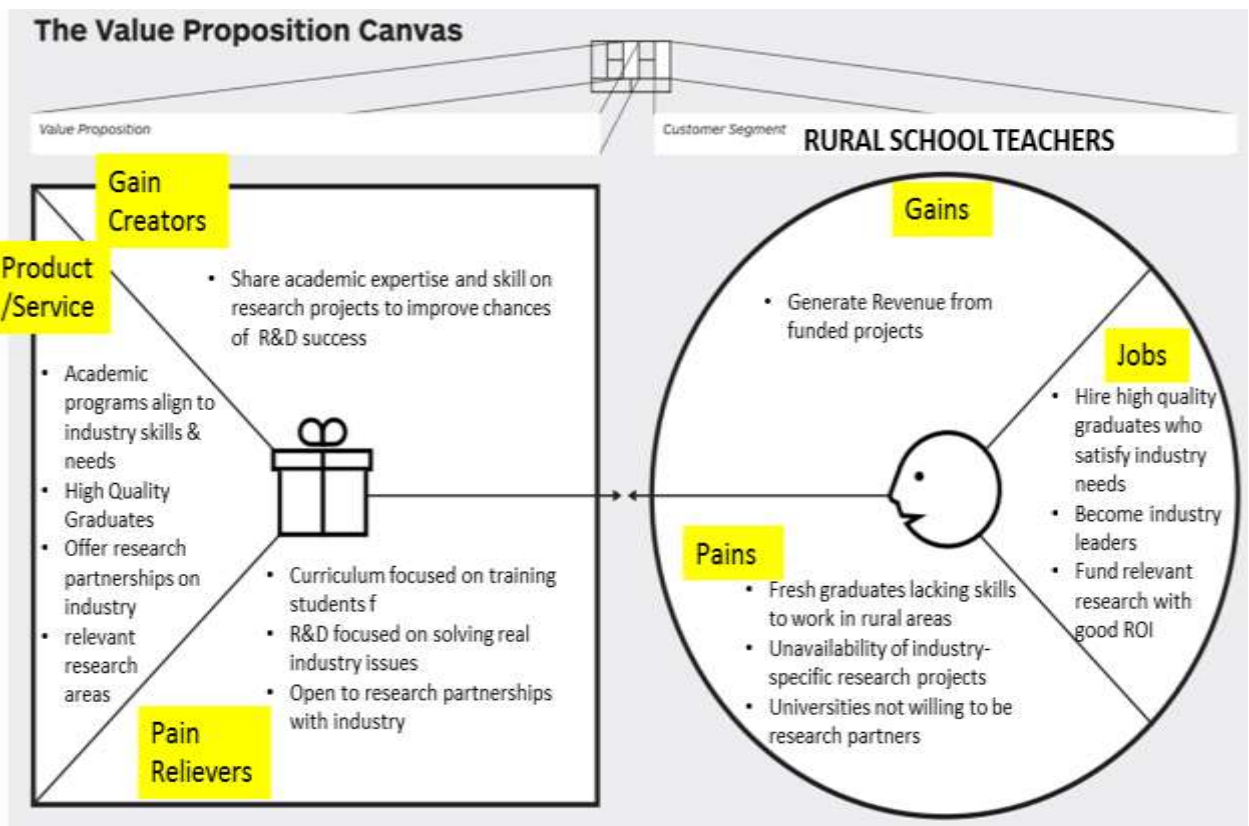 The Value Proposition Canvas
Value Proposition
Customer Segment RURAL SCHOOL TEACHERS
Gain
Creators
Product
/Service
• Share academic expertise and skill on
research projects to improve chances
of R&D success
• Academic
programs align to
industry skills &
needs
• High Quality
Graduates
• Offer research
partnerships on
industry
• relevant
research
areas
• Curriculum focused on training
students f
• R&D focused on solving real
industry issues
• Open to research partnerships
with industry
Pain
Relievers
Gains
• Generate Revenue from
funded projects
Jobs
• Hire high quality
graduates who
satisfy industry
needs
• Become industry
leaders
• Fund relevant
research with
good ROI
Pains
• Fresh graduates lacking skills
to work in rural areas
• Unavailability of industry-
specific research projects
• Universities not willing to be
research partners